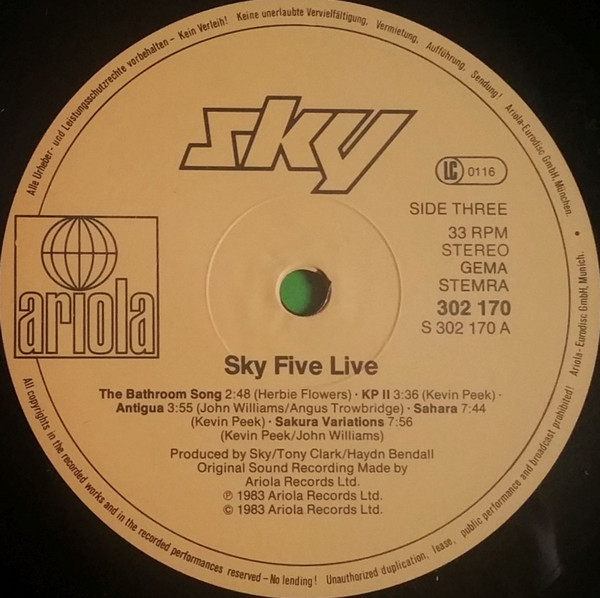 Alle Urheber- und Leistungsschutzrechte vorbehalten – Kein Verleih! Keine unerlaubte Vervielfältigung, Vermietung, Aufführung, Sendung! Ariola-Eurodisc GmbH, München.
sky
LC 0116
SIDE THREE
33 RPM
STEREO
GEMA
STEMRA
302 170
S 302 170 A
ariola
Sky Five Live
The Bathroom Song 2:48 (Herbie Flowers) · KP II 3:36 (Kevin Peek) ·
Antigua 3:55 (John Williams/Angus Trowbridge) · Sahara 7:44
(Kevin Peek) · Sakura Variations 7:56
(Kevin Peek/John Williams)
Produced by Sky/Tony Clark/Haydn Bendall
Original Sound Recording Made by
Ariola Records Ltd.
℗ 1983 Ariola Records Ltd.
© 1983 Ariola Records Ltd.
All copyrights in the recorded works and in the recorded performances reserved – No lending! Unauthorized duplication, lease, public performance and broadcast prohibited! Ariola-Eurodisc GmbH, Munich.